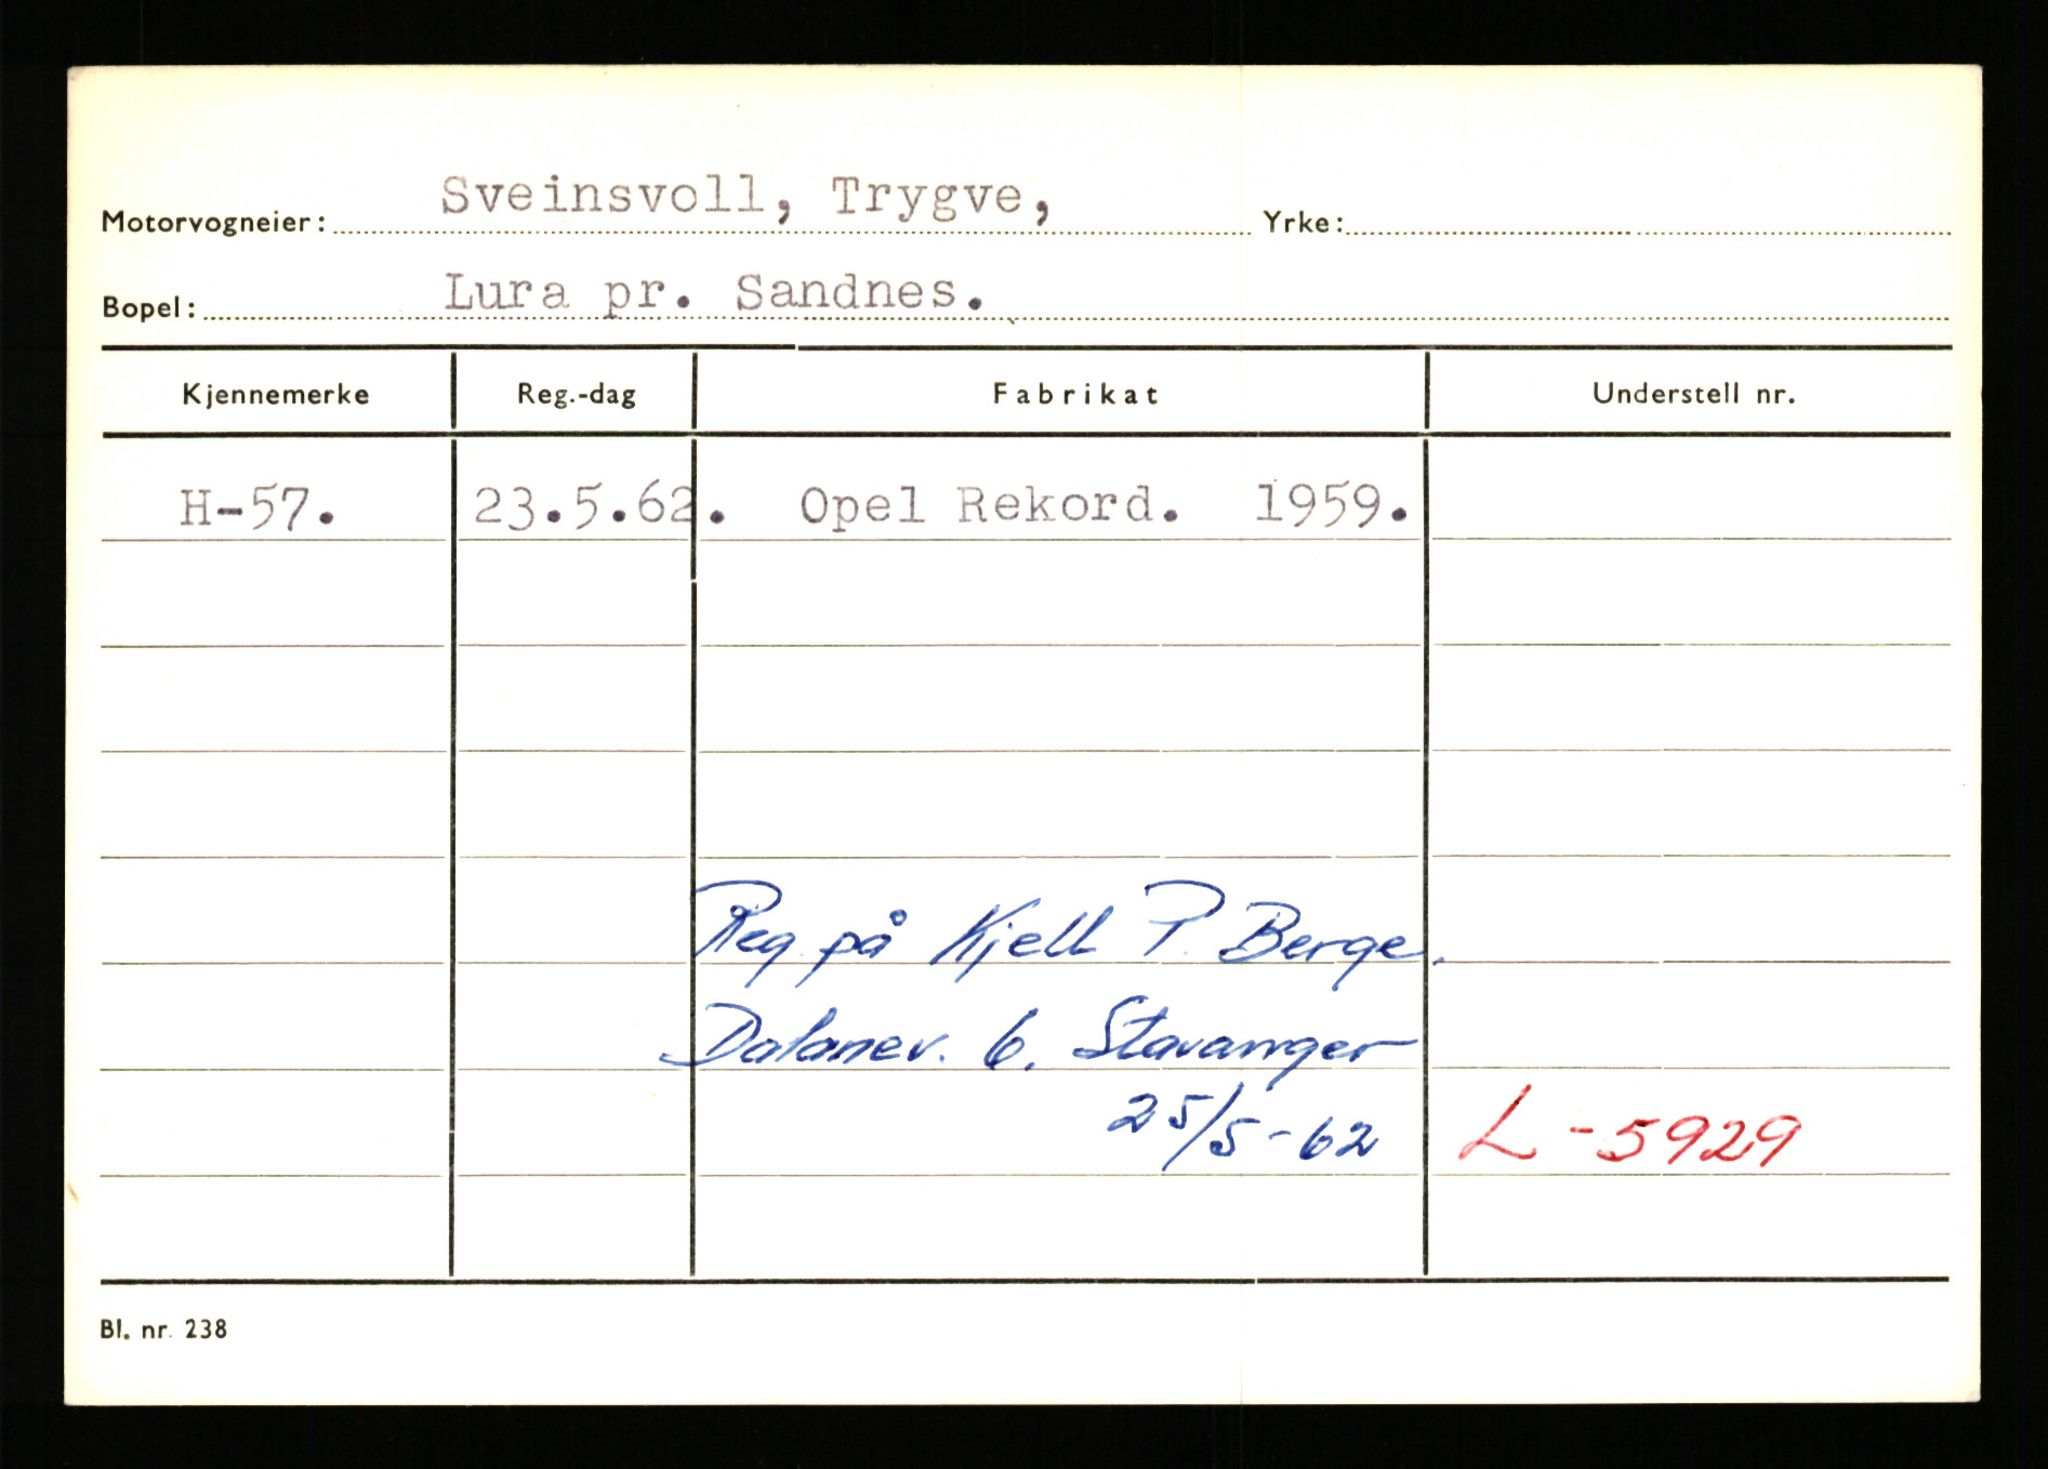 Motorvogneier: Sveinsvoll, Trygve, Yrke:
Bopel: Lura pr. Sandnes.
Kjennemerke Reg.-dag Fabrikat Understell nr.
H-57. 23.5.62. Opel Rekord. 1959.
Reg. på Kjell P. Berge.
Dalanev. 6. Stavanger
25/5-62 L-5929
Bl. nr. 238